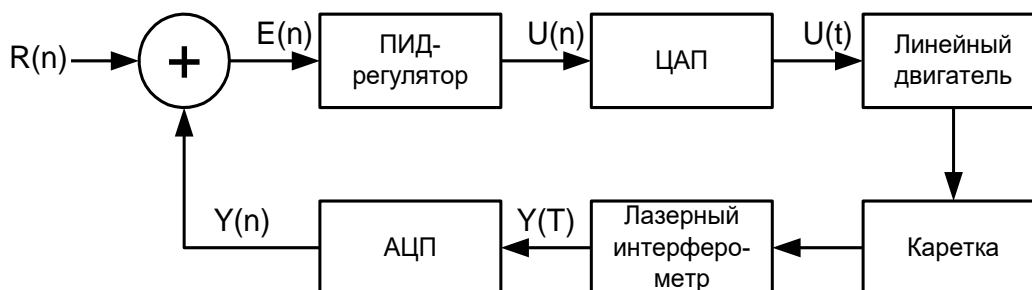 R(n)
+
E(n)
ПИД-
регулятор
U(n)
ЦАП
U(t)
Линейный
двигатель
Y(n)
АЦП
Y(T)
Лазерный
интерферо-
метр
Каретка